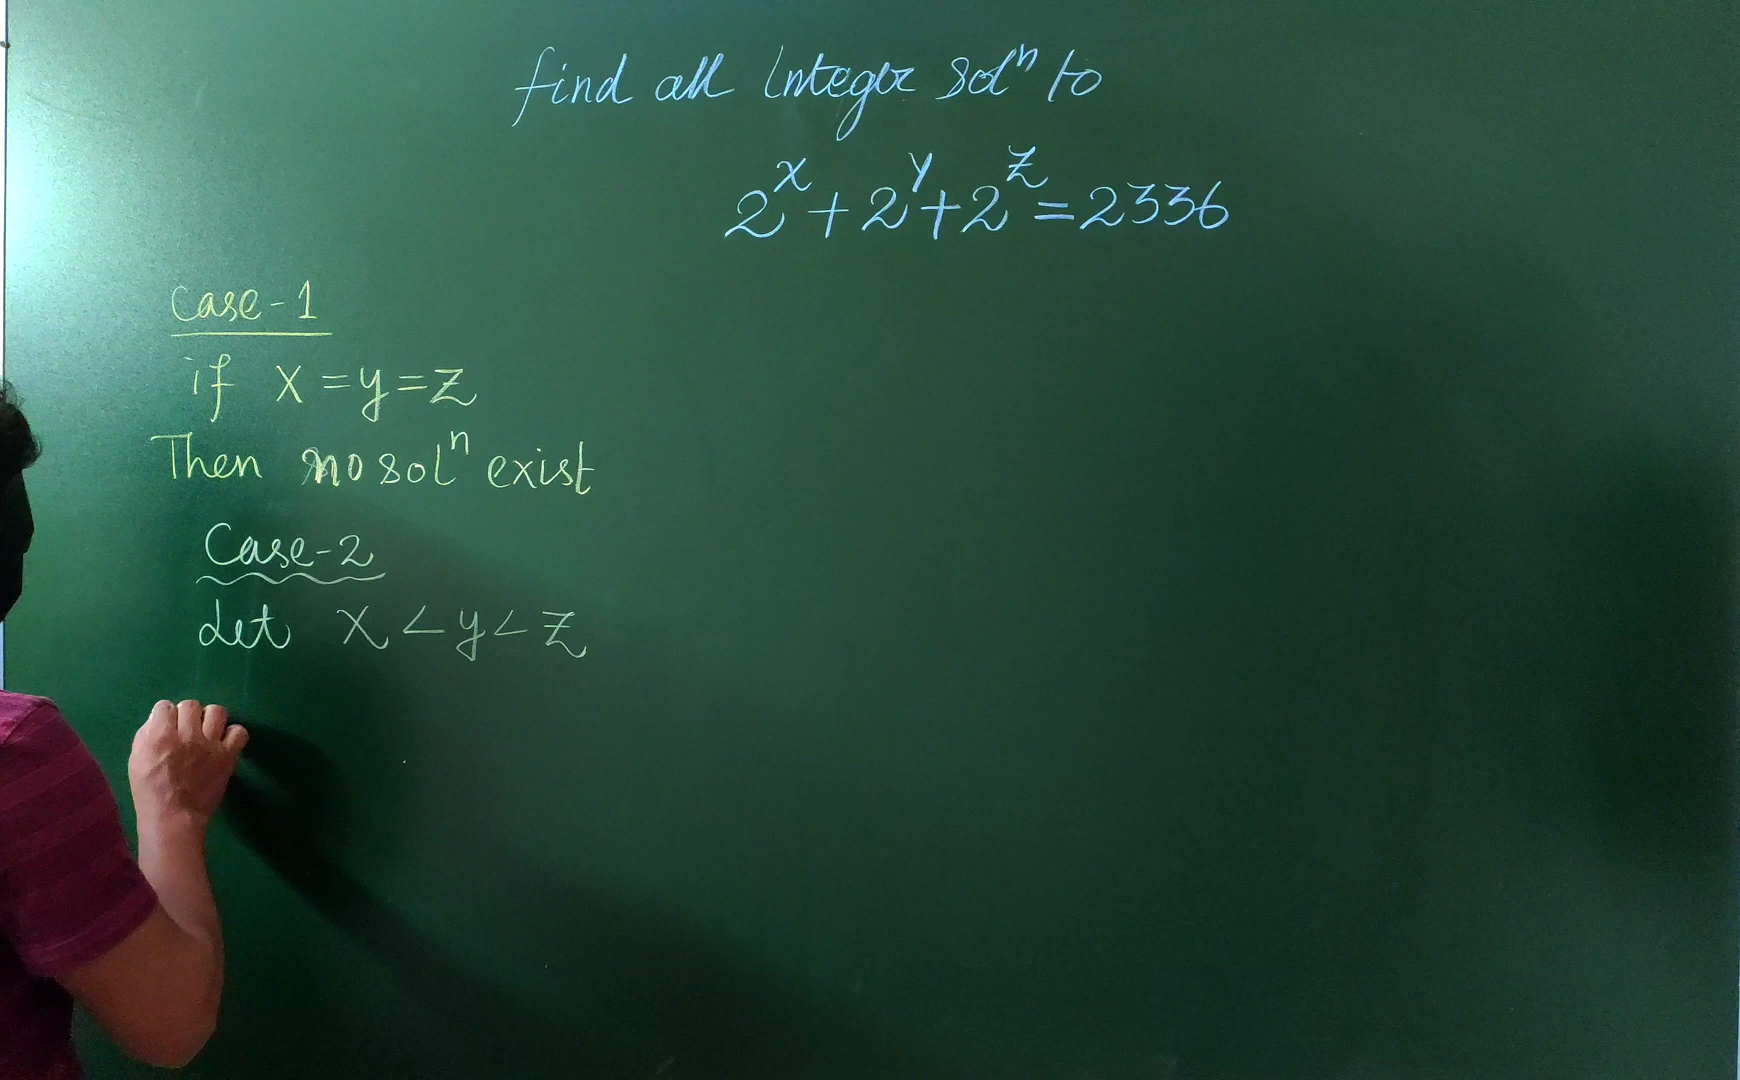 find all Integer solⁿ to
2^x + 2^y + 2^z = 2336
Case-1
if x = y = z
Then no solⁿ exist
Case-2
Let x < y < z